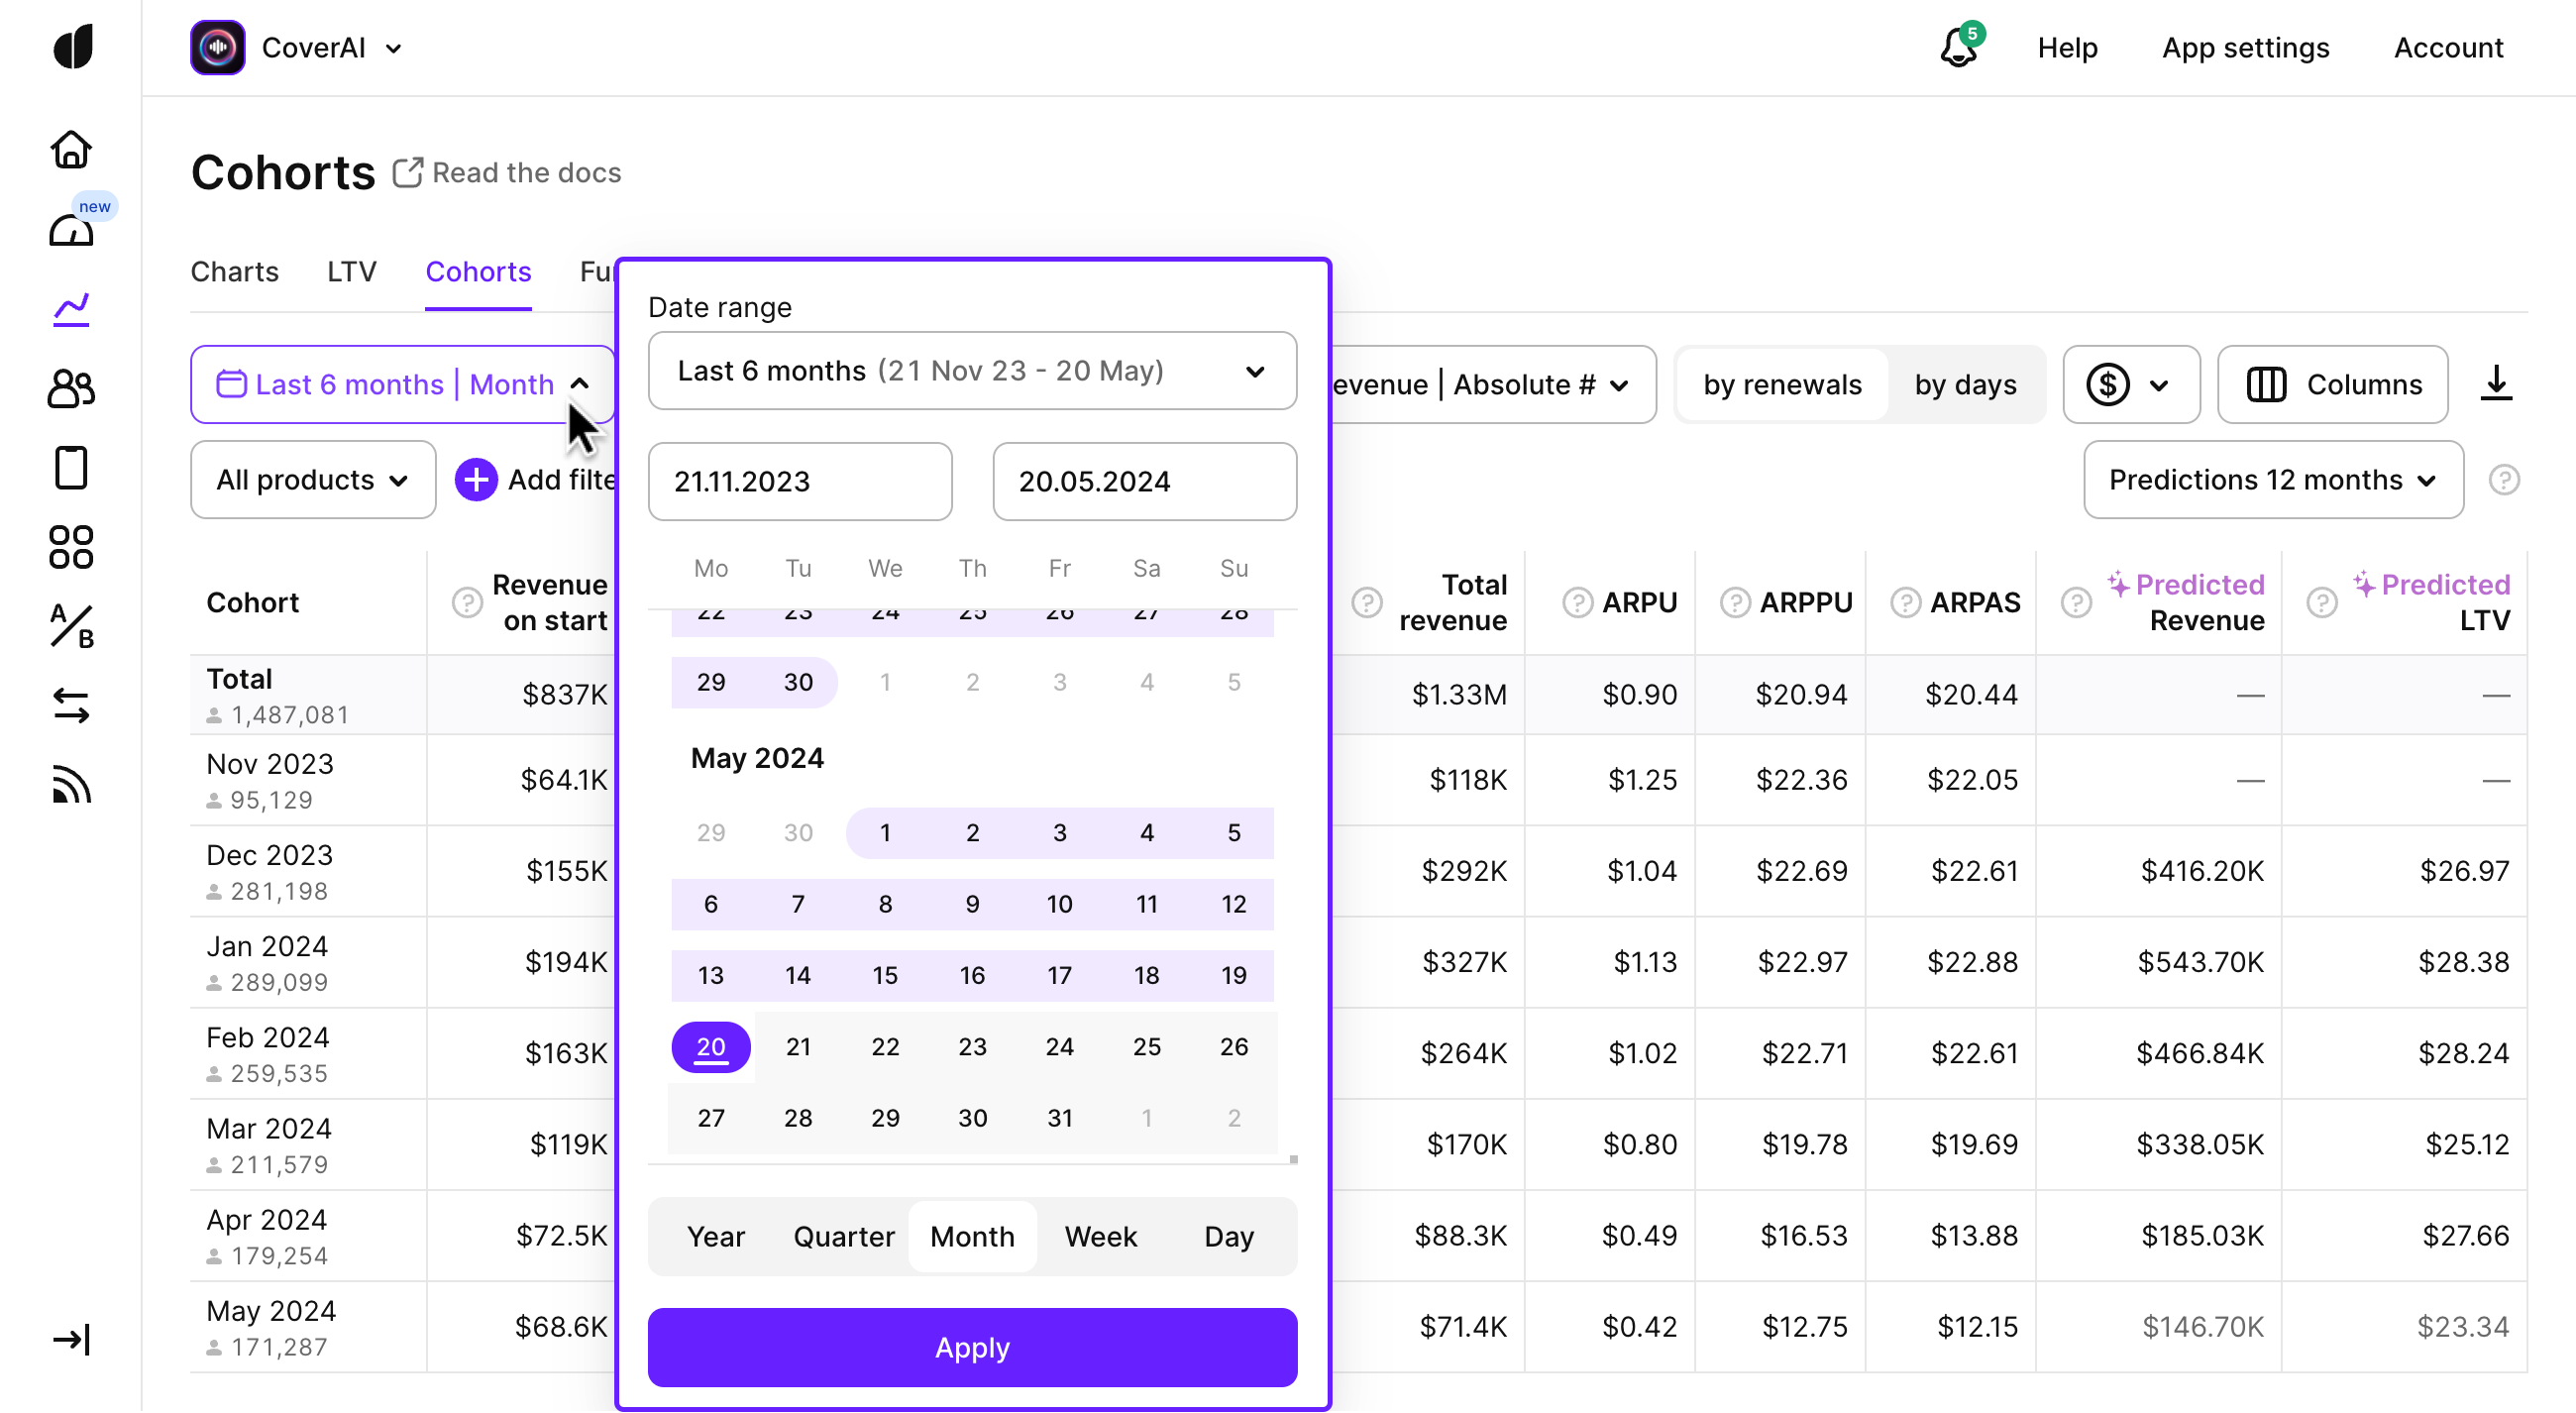 CoverAI
5
Help
App settings
Account
Cohorts
Read the docs
new
Charts
LTV
Cohorts
Last 6 months | Month
Absolute #
by renewals
by days
$
Columns
All products
Add
Predictions 12 months
Date range
Last 6 months (21 Nov 23 - 20 May)
21.11.2023
20.05.2024
Mo Tu We Th Fr Sa Su
22 23 24 25 26 27 28
29 30 1 2 3 4 5
May 2024
29 30 1 2 3 4 5
6 7 8 9 10 11 12
13 14 15 16 17 18 19
20 21 22 23 24 25 26
27 28 29 30 31 1 2
Year Quarter Month Week Day
Apply
A/B
Cohort ? Revenue on start ? Total revenue ? ARPU ? ARPPU ? ARPAS ? Predicted Revenue ? Predicted LTV
Total $837K $1.33M $0.90 $20.94 $20.44 — —
1,487,081
Nov 2023 $64.1K $118K $1.25 $22.36 $22.05 — —
95,129
Dec 2023 $155K $292K $1.04 $22.69 $22.61 $416.20K $26.97
281,198
Jan 2024 $194K $327K $1.13 $22.97 $22.88 $543.70K $28.38
289,099
Feb 2024 $163K $264K $1.02 $22.71 $22.61 $466.84K $28.24
259,535
Mar 2024 $119K $170K $0.80 $19.78 $19.69 $338.05K $25.12
211,579
Apr 2024 $72.5K $88.3K $0.49 $16.53 $13.88 $185.03K $27.66
179,254
May 2024 $68.6K $71.4K $0.42 $12.75 $12.15 $146.70K $23.34
171,287